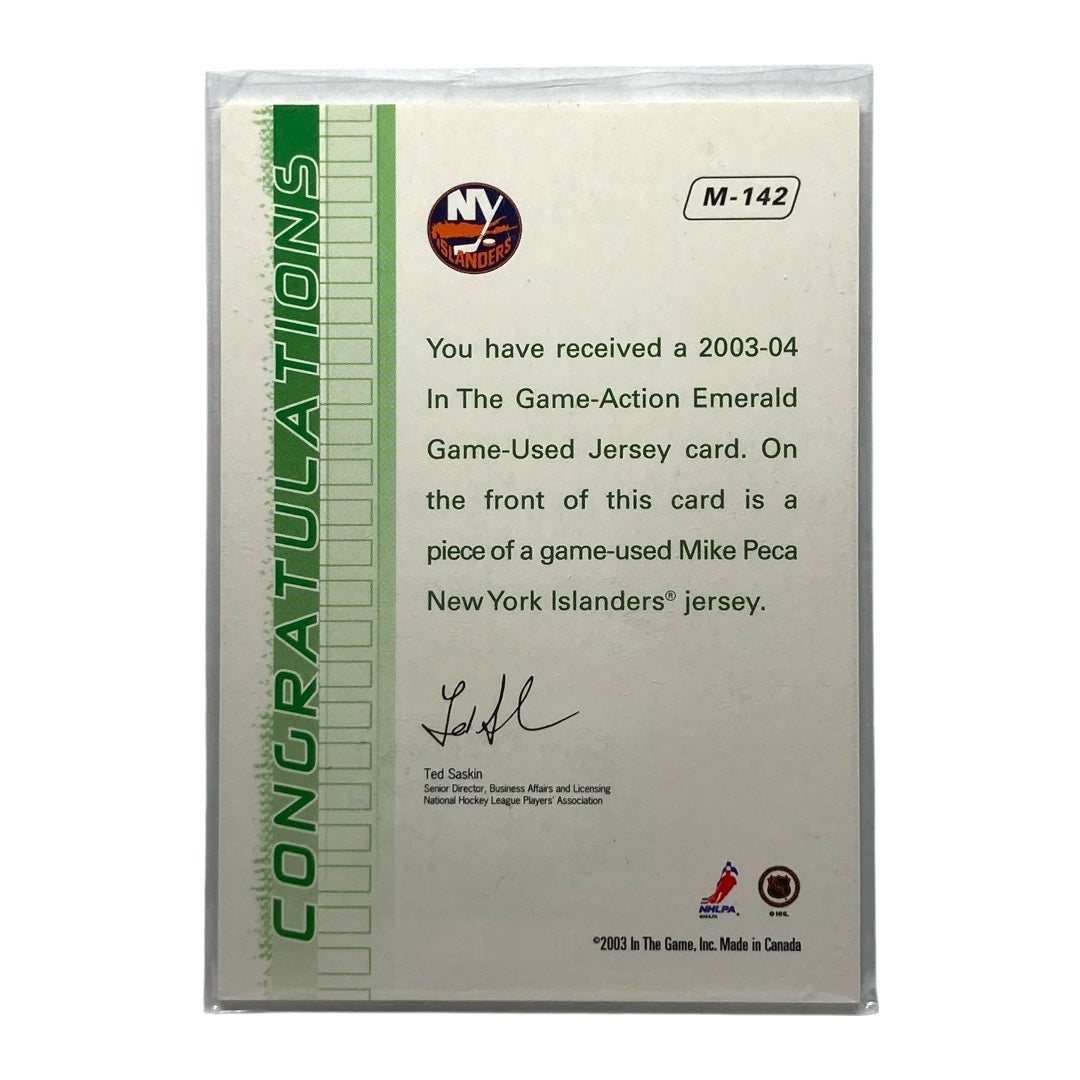 CONGRATULATIONS
NY
ISLANDERS
M-142
You have received a 2003-04
In The Game-Action Emerald
Game-Used Jersey card. On
the front of this card is a
piece of a game-used Mike Peca
New York Islanders® jersey.
Ted Saskin
Senior Director, Business Affairs and Licensing
National Hockey League Players' Association
NHLPA
© NHL
©2003 In The Game, Inc. Made in Canada